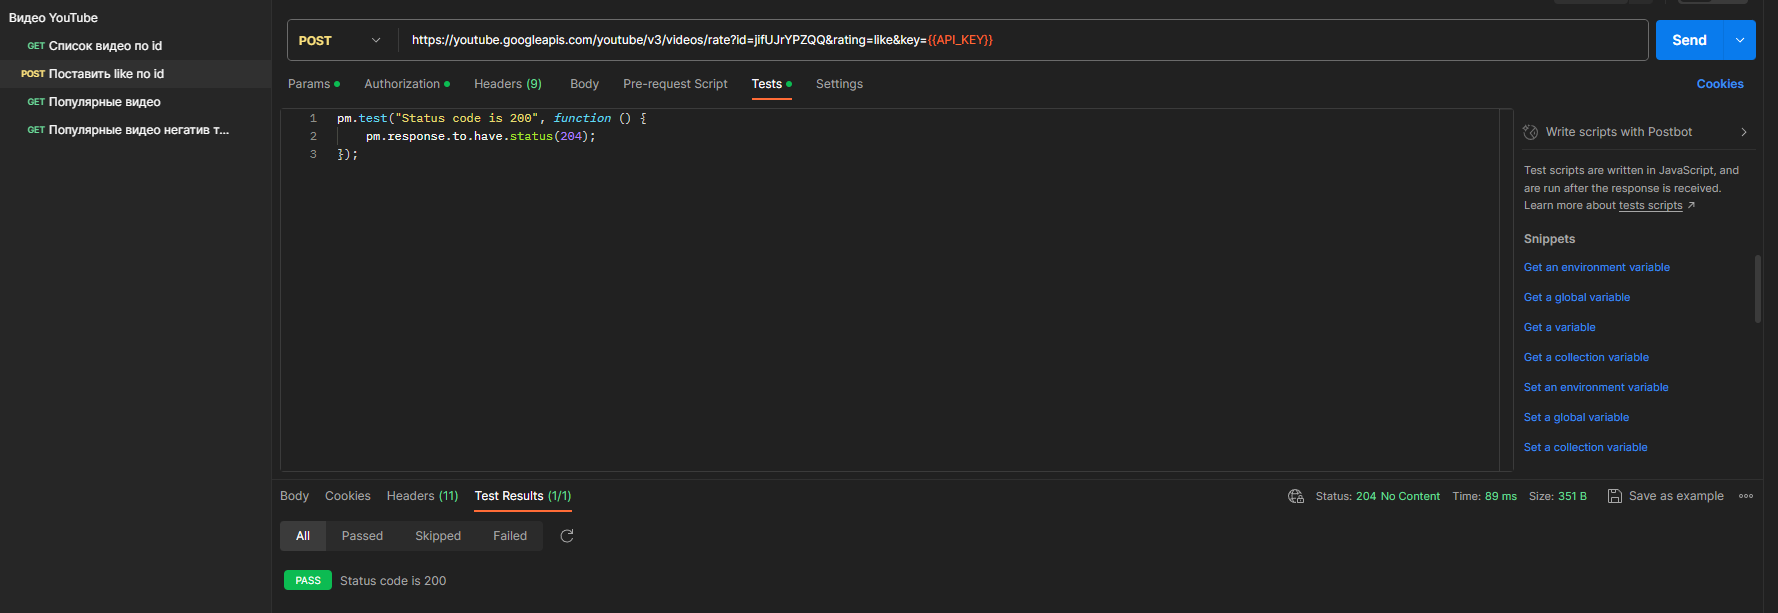 Видео YouTube
GET Список видео по id
POST Поставить like по id
GET Популярные видео
GET Популярные видео негатив т...
POST https://youtube.googleapis.com/youtube/v3/videos/rate?id=jifUJrYPZQQ&rating=like&key={{API_KEY}} Send
Params Authorization Headers (9) Body Pre-request Script Tests Settings Cookies
1 pm.test("Status code is 200", function () {
2 pm.response.to.have.status(204);
3 });
Write scripts with Postbot
Test scripts are written in JavaScript, and
are run after the response is received.
Learn more about tests scripts ↗
Snippets
Get an environment variable
Get a global variable
Get a variable
Get a collection variable
Set an environment variable
Set a global variable
Set a collection variable
Body Cookies Headers (11) Test Results (1/1) Status: 204 No Content Time: 89 ms Size: 351 B Save as example
All Passed Skipped Failed
PASS Status code is 200